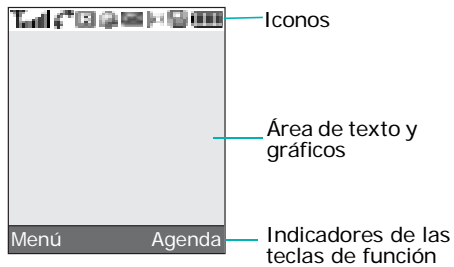 Iconos
Área de texto y
gráficos
Menú
Agenda
Indicadores de las
teclas de función